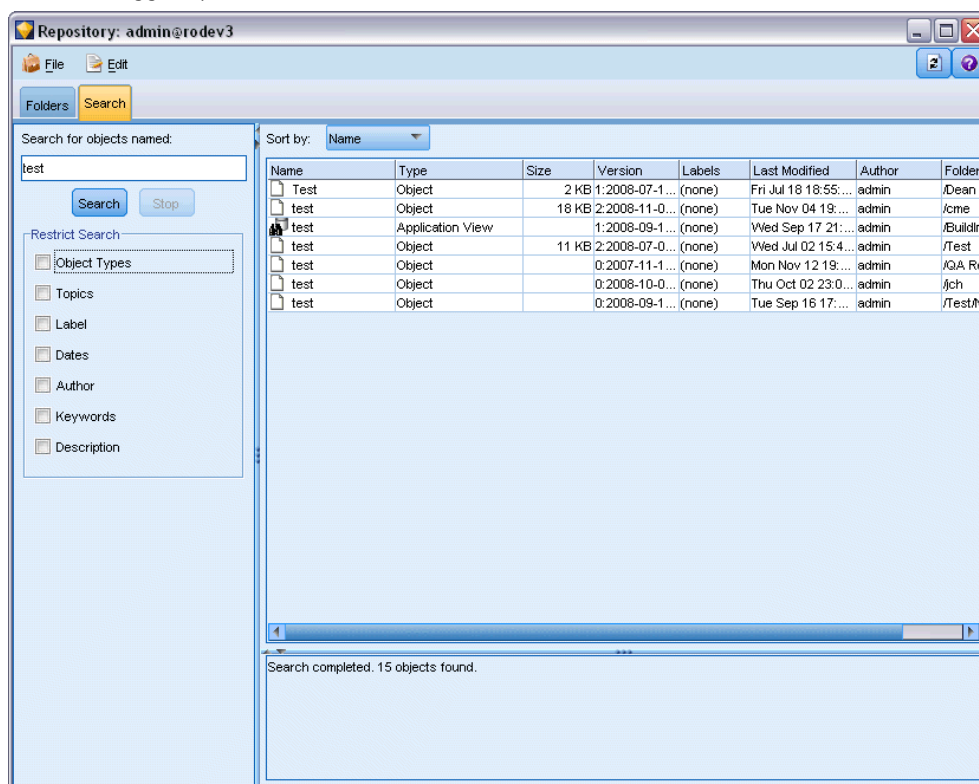 Repository: admin@rodev3
File Edit
Folders Search
Search for objects named:
test
Search Stop
Restrict Search
Object Types
Topics
Label
Dates
Author
Keywords
Description
Sort by: Name
Name Type Size Version Labels Last Modified Author Folder
Test Object 2 KB 1:2008-07-1... (none) Fri Jul 18 18:55:... admin /Dean
test Object 18 KB 2:2008-11-0... (none) Tue Nov 04 19:... admin /cme
test Application View 1:2008-09-1... (none) Wed Sep 17 21:... admin
test Object 11 KB 2:2008-07-0... (none) Wed Jul 02 15:4... admin /Test
test Object 0:2007-11-1... (none) Mon Nov 12 19:... admin /QA
test Object 0:2008-10-0... (none) Thu Oct 02 23:0... admin /jch
test Object 0:2008-09-1... (none) Tue Sep 16 17:... admin
Search completed. 15 objects found.